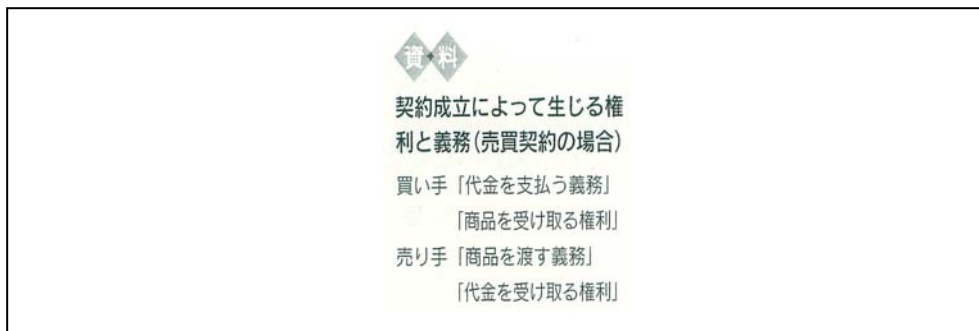 資料
契約成立によって生じる権
利と義務(売買契約の場合)
買い手「代金を支払う義務」
「商品を受け取る権利」
売り手「商品を渡す義務」
「代金を受け取る権利」